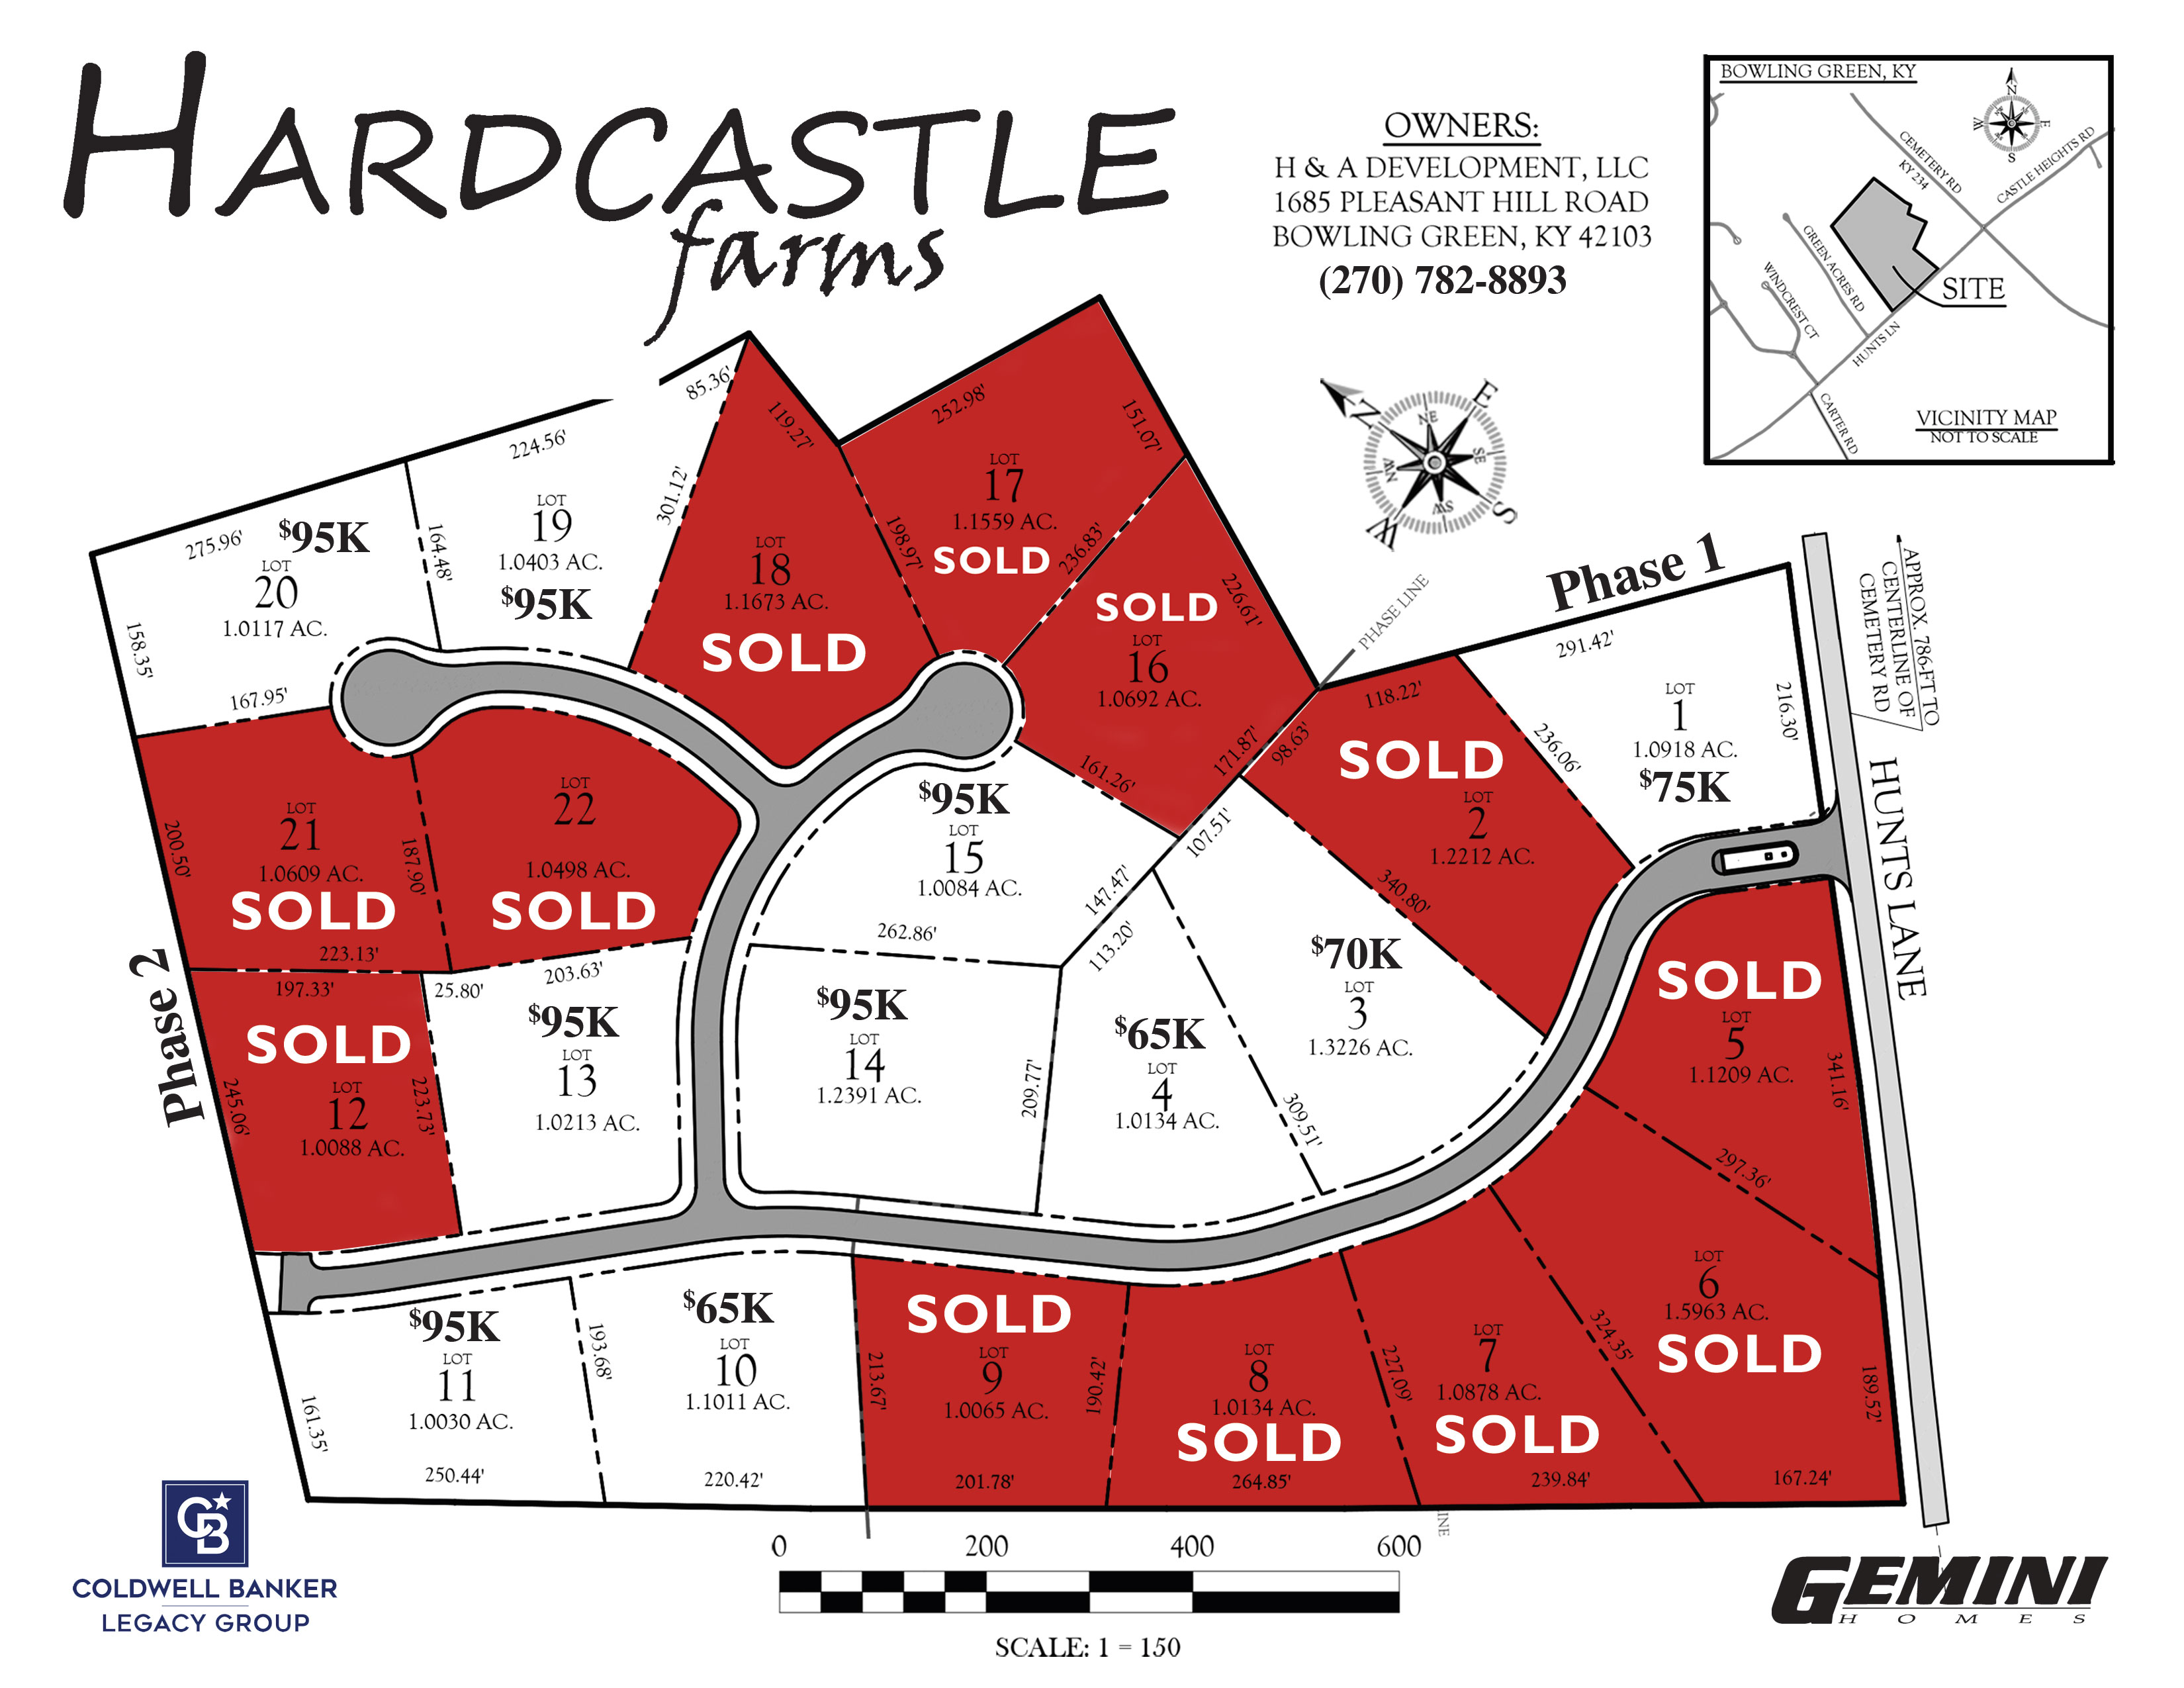 HARDCASTLE
farms
OWNERS:
H & A DEVELOPMENT, LLC
1685 PLEASANT HILL ROAD
BOWLING GREEN, KY 42103
(270) 782-8893
BOWLING GREEN, KY
N
E
S
W
CEMETERY RD
KY 234
CASTLE HEIGHTS RD
GREEN ACRES RD
WINDCREST CT
HUNTS LN
CARTER RD
SITE
VICINITY MAP
NOT TO SCALE
N
NE
E
SE
S
SW
W
NW
PHASE LINE
Phase 1
APPROX. 786-FT TO
CENTERLINE OF
CEMETERY RD
HUNTS LANE
85.36'
224.56'
275.96'
$95K
LOT
20
1.0117 AC.
158.35'
167.95'
164.48'
LOT
19
1.0403 AC.
$95K
301.12'
119.27'
LOT
18
1.1673 AC.
SOLD
252.98'
151.07'
LOT
17
1.1559 AC.
SOLD
198.97'
236.83'
SOLD
LOT
16
1.0692 AC.
226.61'
171.87'
161.26'
98.63'
118.22'
SOLD
LOT
2
1.2212 AC.
236.06'
340.80'
291.42'
LOT
1
1.0918 AC.
$75K
216.30'
LOT
21
1.0609 AC.
SOLD
200.50'
187.90'
223.13'
LOT
22
1.0498 AC.
SOLD
203.63'
$95K
LOT
15
1.0084 AC.
262.86'
147.47'
107.51'
113.20'
Phase 2
197.33'
25.80'
SOLD
LOT
12
1.0088 AC.
245.06'
223.73'
$95K
LOT
13
1.0213 AC.
$95K
LOT
14
1.2391 AC.
209.77'
$65K
LOT
4
1.0134 AC.
309.51'
$70K
LOT
3
1.3226 AC.
SOLD
LOT
5
1.1209 AC.
341.16'
297.36'
LOT
6
1.5963 AC.
SOLD
324.35'
189.52'
167.24'
$95K
LOT
11
1.0030 AC.
161.35'
193.68'
250.44'
$65K
LOT
10
1.1011 AC.
220.42'
213.67'
SOLD
LOT
9
1.0065 AC.
190.42'
201.78'
LOT
8
1.0134 AC.
SOLD
264.85'
227.09'
LOT
7
1.0878 AC.
SOLD
239.84'
INE
0 200 400 600
SCALE: 1 = 150
CB
COLDWELL BANKER
LEGACY GROUP
GEMINI
HOMES